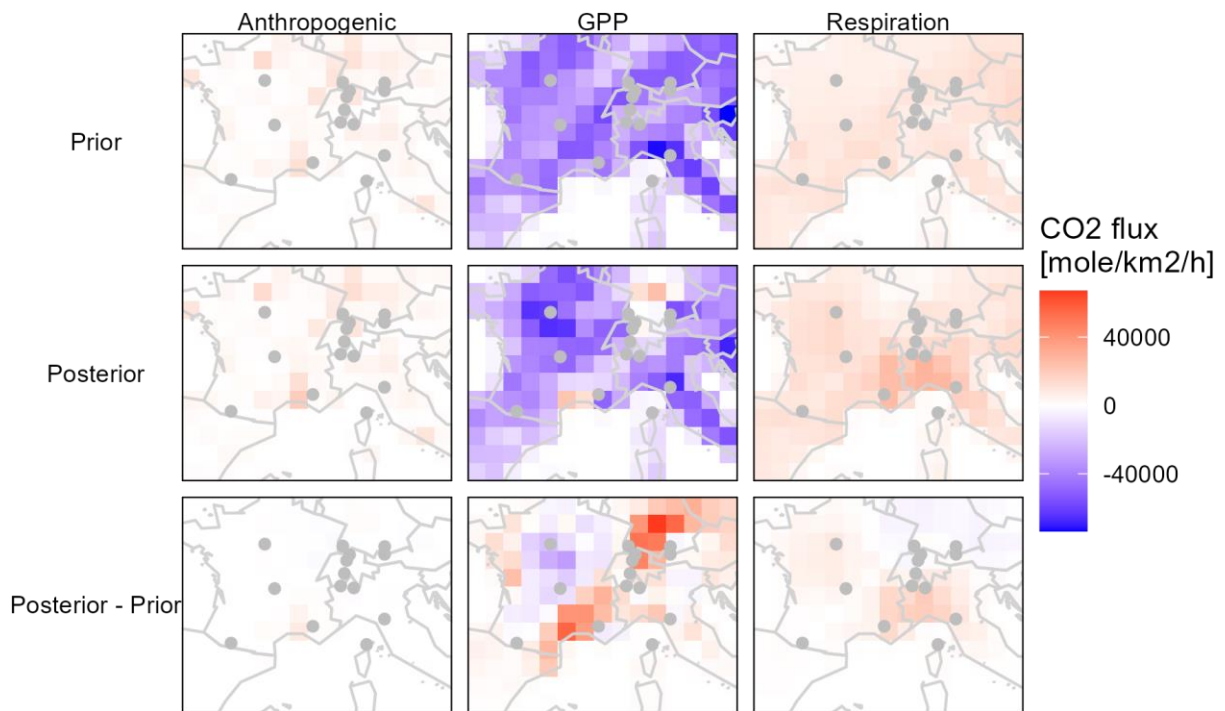 Anthropogenic GPP Respiration
Prior
Posterior
Posterior - Prior
CO2 flux
[mole/km2/h]
40000
0
-40000